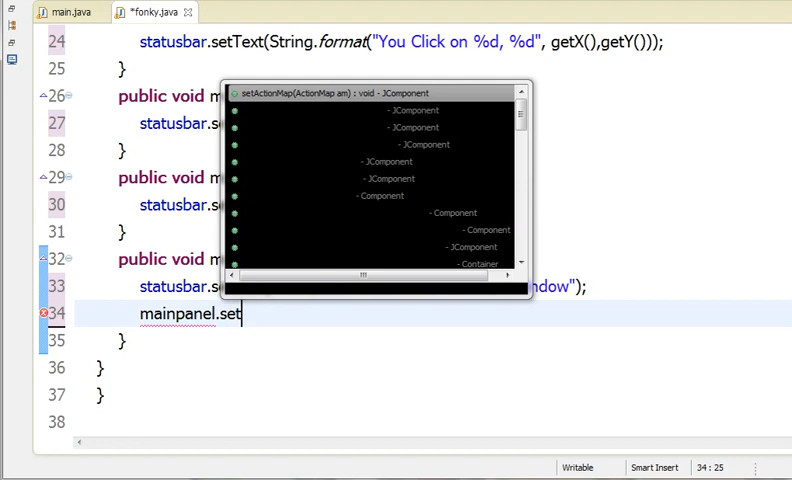 main.java *fonky.java
24 statusbar.setText(String.format("You Click on %d, %d", getX(),getY()));
25 }
26 public void m
27 statusbar.se
28 }
29 public void m
30 statusbar.se
31 }
32 public void m
33 statusbar.se ndow");
34 mainpanel.set
35 }
36 }
37 }
38
setActionMap(ActionMap am) : void - JComponent
- JComponent
- JComponent
- JComponent
- JComponent
- JComponent
- Component
- Component
- Component
- JComponent
- Container
Writable Smart Insert 34 : 25